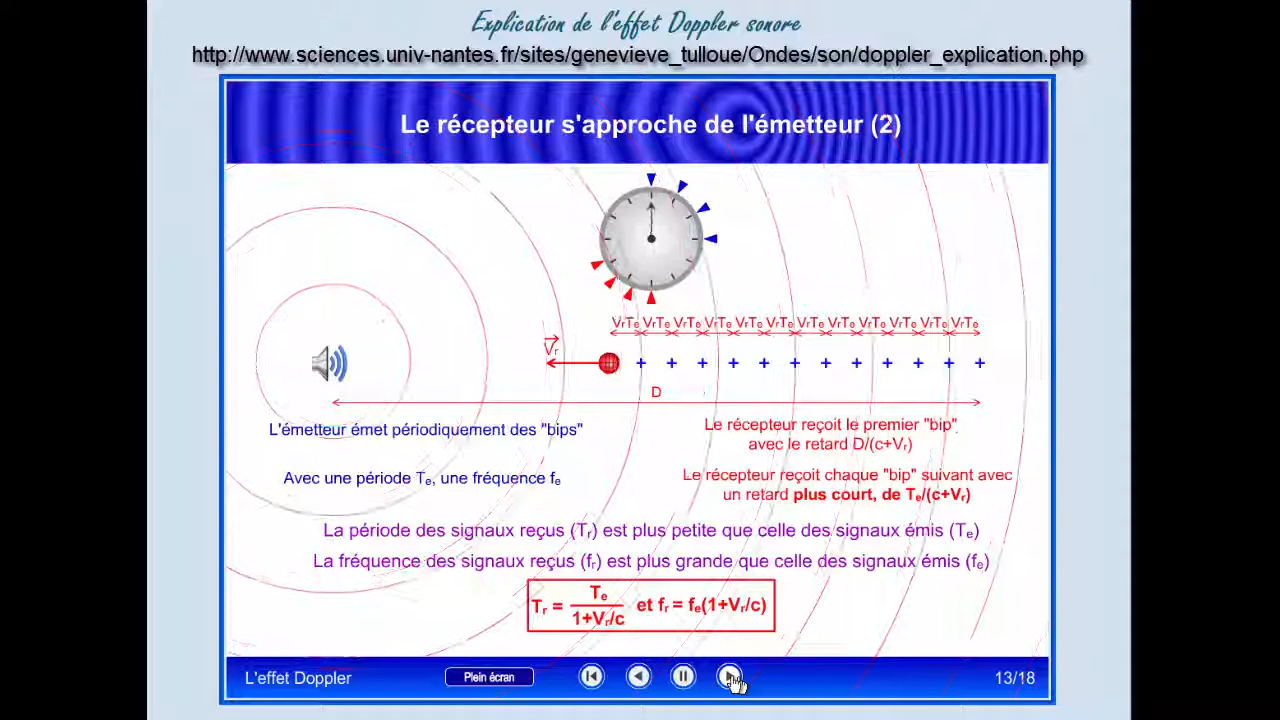 Explication de l'effet Doppler sonore
http://www.sciences.univ-nantes.fr/sites/genevieve_tulloue/Ondes/son/doppler_explication.php
Le récepteur s'approche de l'émetteur (2)
VrTe VrTe VrTe VrTe VrTe VrTe VrTe VrTe VrTe VrTe VrTe VrTe
Vr
D
L'émetteur émet périodiquement des "bips"
Avec une période Te, une fréquence fe
Le récepteur reçoit le premier "bip"
avec le retard D/(c+Vr)
Le récepteur reçoit chaque "bip" suivant avec
un retard plus court, de Te/(c+Vr)
La période des signaux reçus (Tr) est plus petite que celle des signaux émis (Te)
La fréquence des signaux reçus (fr) est plus grande que celle des signaux émis (fe)
Tr = Te / 1+Vr/c et fr = fe(1+Vr/c)
L'effet Doppler
Plein écran
13/18